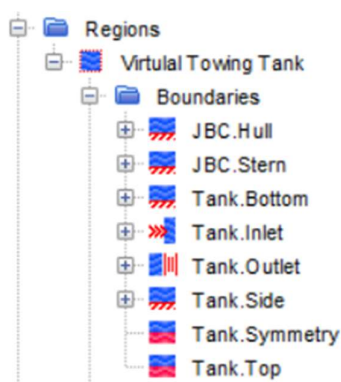 Regions
Virtulal Towing Tank
Boundaries
JBC.Hull
JBC.Stern
Tank.Bottom
Tank.Inlet
Tank.Outlet
Tank.Side
Tank.Symmetry
Tank.Top